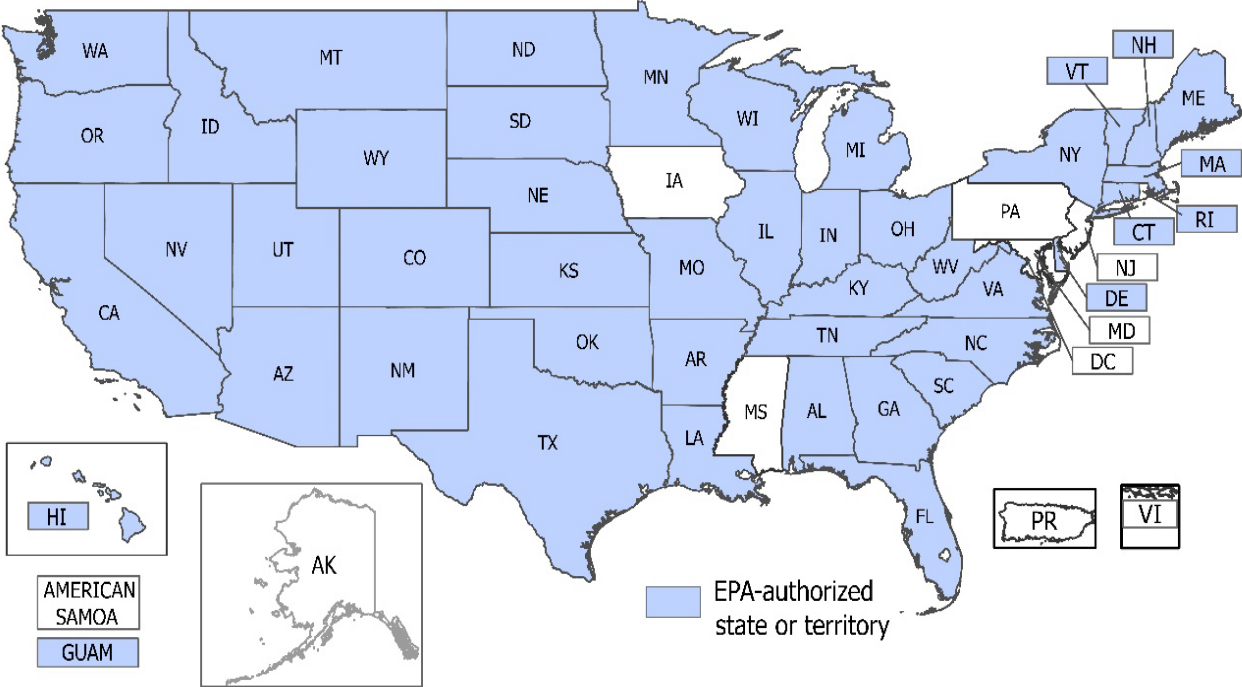 NH
VT
WA
MT
ND
MN
ME
OR
ID
SD
WI
MI
NY
MA
WY
IA
NE
PA
RI
NV
UT
CO
KS
MO
IL
IN
OH
WV
VA
CT
NJ
CA
KY
DE
MD
DC
AZ
NM
OK
AR
TN
NC
SC
MS
AL
GA
TX
LA
FL
HI
AK
PR
VI
AMERICAN
SAMOA
GUAM
EPA-authorized
state or territory